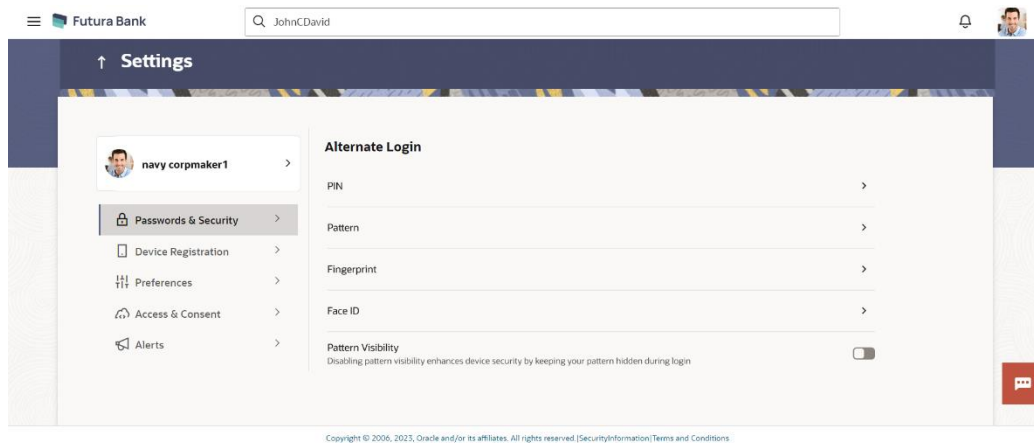 Futura Bank
JohnCDavid
↑ Settings
navy corpmaker1
Passwords & Security
Device Registration
Preferences
Access & Consent
Alerts
Alternate Login
PIN
Pattern
Fingerprint
Face ID
Pattern Visibility
Disabling pattern visibility enhances device security by keeping your pattern hidden during login
Copyright © 2006, 2023, Oracle and/or its affiliates. All rights reserved.|SecurityInformation|Terms and Conditions